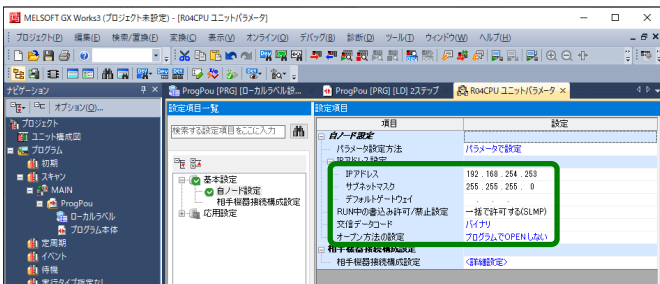 MELSOFT GX Works3 (プロジェクト未設定) - [R04CPU ユニットパラメータ]
プロジェクト(P) 編集(E) 検索/置換(F) 変換(C) 表示(V) オンライン(O) デバッグ(B) 診断(D) ツール(T) ウィンドウ(W) ヘルプ(H)
ナビゲーション
ProgPou [PRG] [ローカルラベル設...
ProgPou [PRG] [LD] 2ステップ
R04CPU ユニットパラメータ
オプション(O)...
プロジェクト
ユニット構成図
プログラム
初期
スキャン
MAIN
ProgPou
ローカルラベル
プログラム本体
定周期
イベント
待機
実行タイプ指定なし
設定項目一覧
検索する設定項目をここに入力
基本設定
自ノード設定
相手機器接続構成設定
応用設定
設定項目
項目 設定
自ノード設定
パラメータ設定方法 パラメータで設定
IPアドレス設定
IPアドレス 192 . 168 . 254 . 253
サブネットマスク 255 . 255 . 255 . 0
デフォルトゲートウェイ . . .
RUN中の書込み許可/禁止設定 一括で許可する(SLMP)
交信データコード バイナリ
オープン方法の設定 プログラムでOPENしない
相手機器接続構成設定
相手機器接続構成設定 <詳細設定>